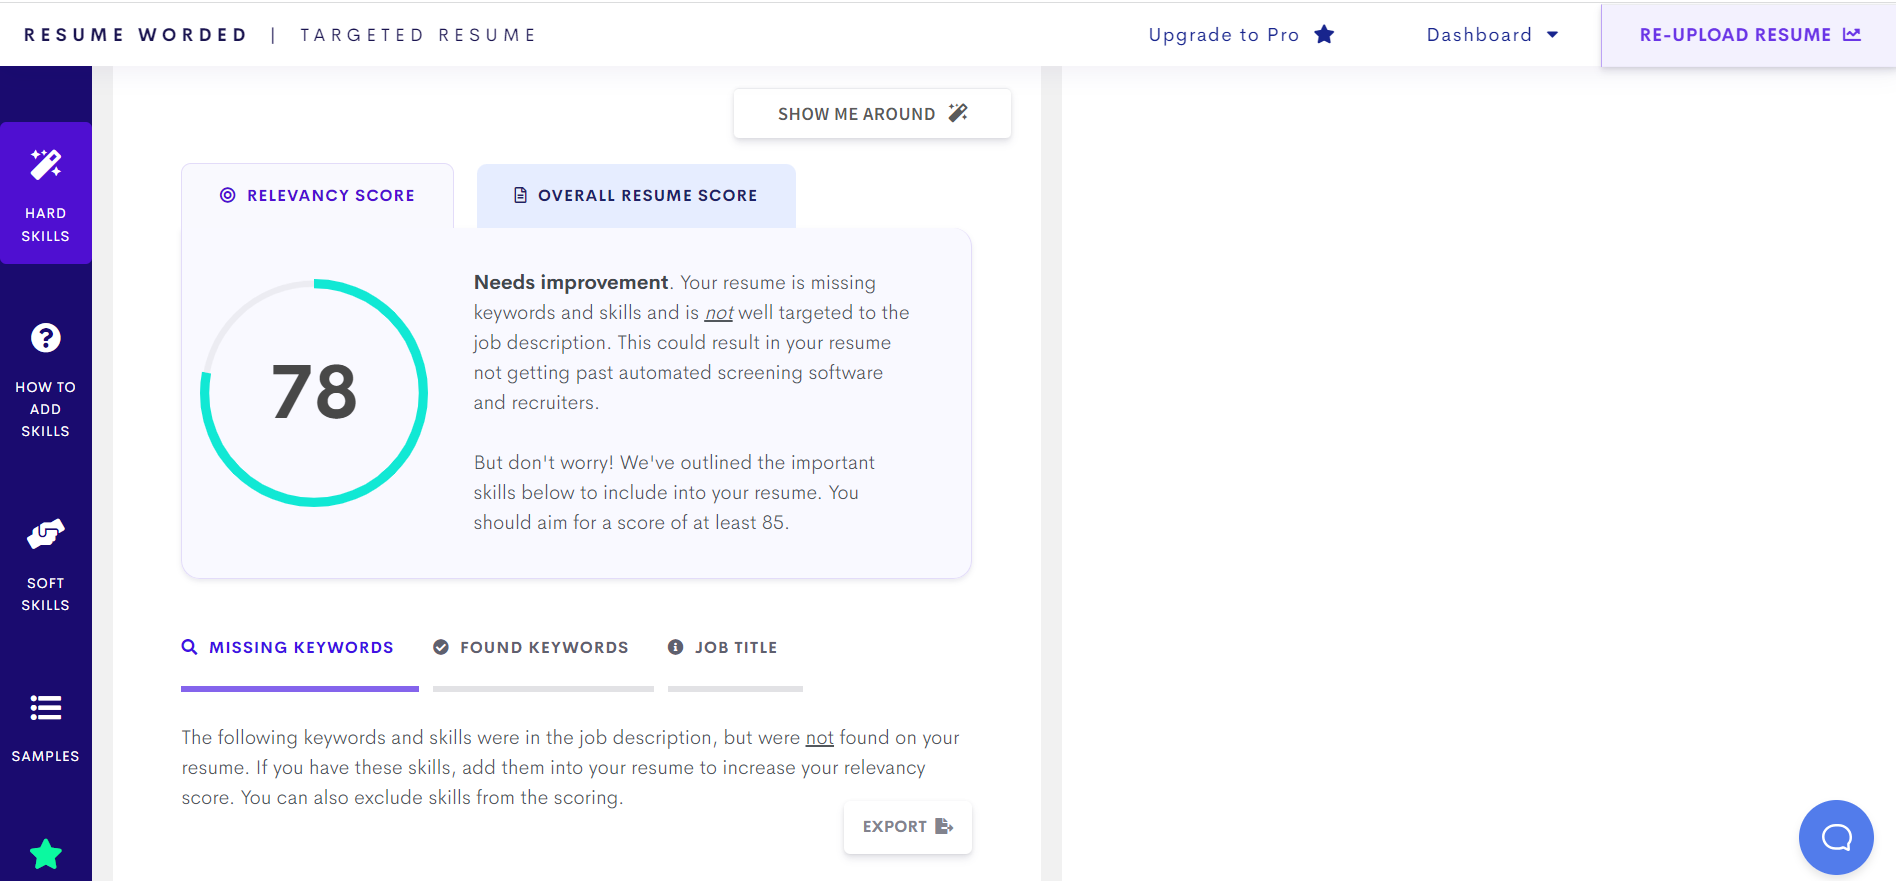 RESUME WORDED | TARGETED RESUME
Upgrade to Pro
Dashboard
RE-UPLOAD RESUME
HARD
SKILLS
HOW TO
ADD
SKILLS
SOFT
SKILLS
SAMPLES
SHOW ME AROUND
RELEVANCY SCORE
OVERALL RESUME SCORE
78
Needs improvement. Your resume is missing
keywords and skills and is not well targeted to the
job description. This could result in your resume
not getting past automated screening software
and recruiters.
But don't worry! We've outlined the important
skills below to include into your resume. You
should aim for a score of at least 85.
MISSING KEYWORDS
FOUND KEYWORDS
JOB TITLE
The following keywords and skills were in the job description, but were not found on your
resume. If you have these skills, add them into your resume to increase your relevancy
score. You can also exclude skills from the scoring.
EXPORT